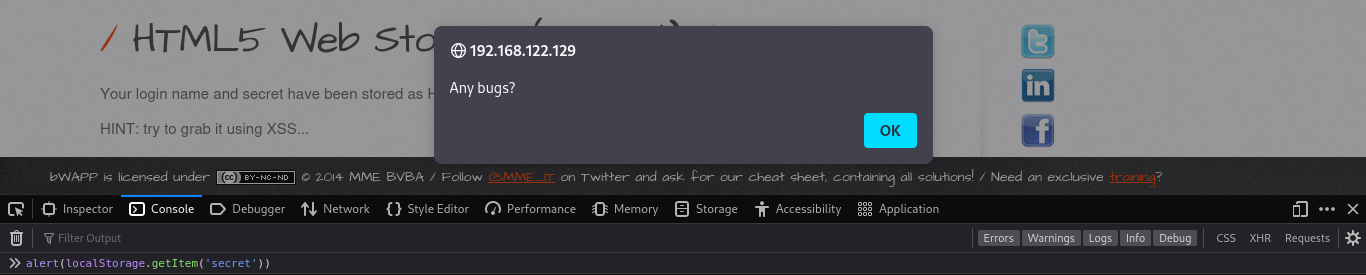 / HTML5 Web Sto
192.168.122.129
Any bugs?
OK
Your login name and secret have been stored as H
HINT: try to grab it using XSS...
bWAPP is licensed under (cc) BY-NC-ND © 2014 MME BVBA / Follow @MME_IT on Twitter and ask for our cheat sheet, containing all solutions! / Need an exclusive training?
Inspector Console Debugger Network Style Editor Performance Memory Storage Accessibility Application
Filter Output Errors Warnings Logs Info Debug CSS XHR Requests
alert(localStorage.getItem('secret'))